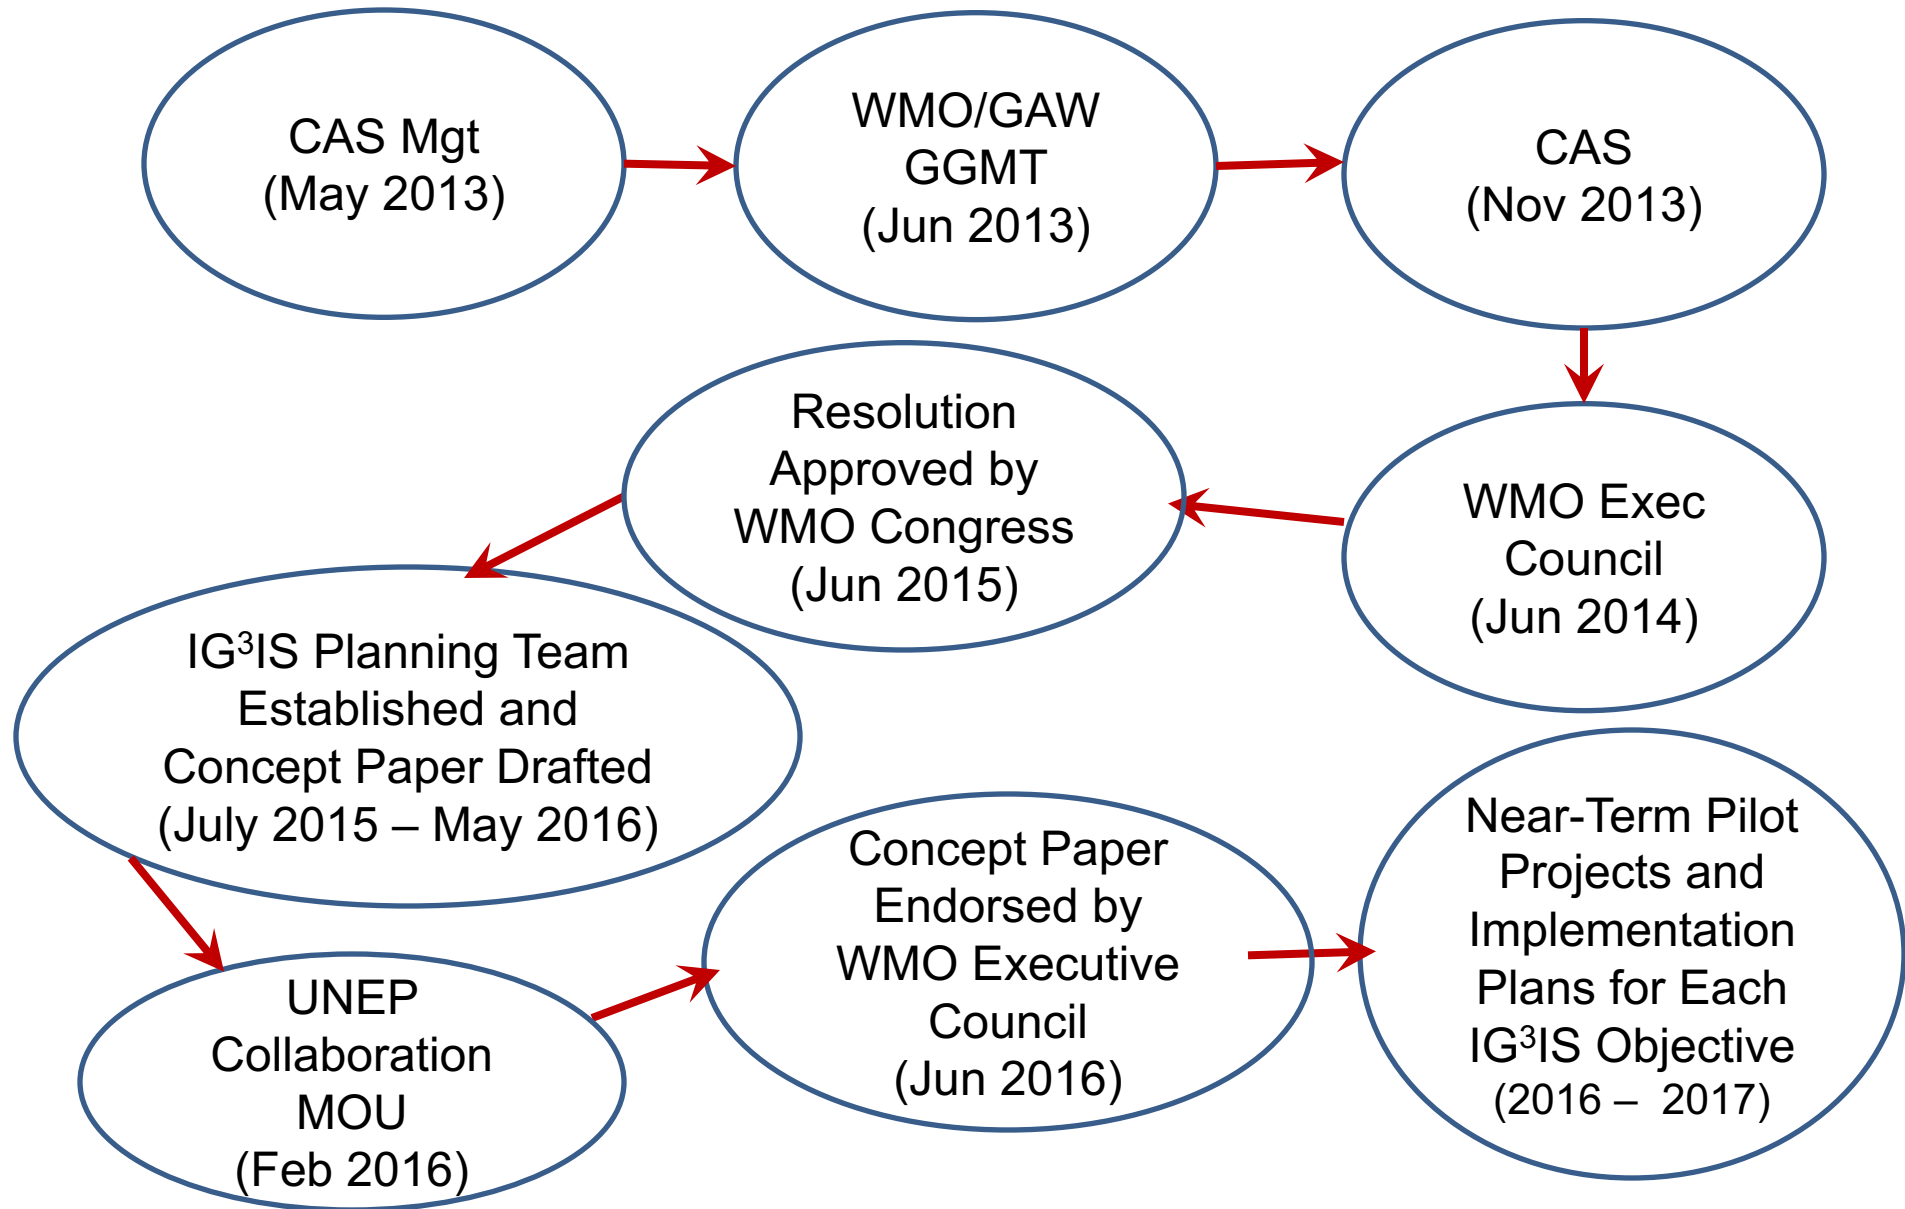 CAS Mgt
(May 2013)
WMO/GAW
GGMT
(Jun 2013)
CAS
(Nov 2013)
WMO Exec
Council
(Jun 2014)
Resolution
Approved by
WMO Congress
(Jun 2015)
IG³IS Planning Team
Established and
Concept Paper Drafted
(July 2015 – May 2016)
UNEP
Collaboration
MOU
(Feb 2016)
Concept Paper
Endorsed by
WMO Executive
Council
(Jun 2016)
Near-Term Pilot
Projects and
Implementation
Plans for Each
IG³IS Objective
(2016 – 2017)